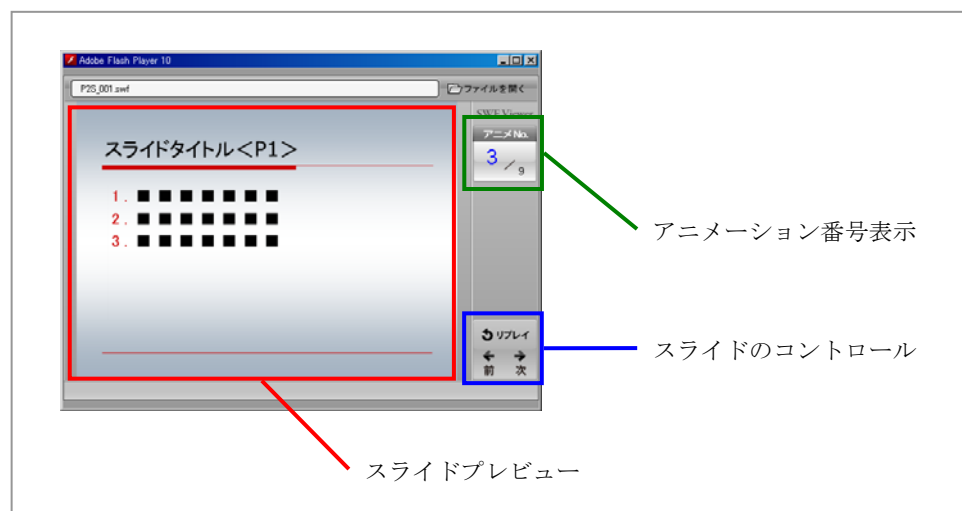 Adobe Flash Player 10
P2S_001.swf
ファイルを開く
SWF Viewer
アニメNo.
3／9
スライドタイトル＜P1＞
1.■■■■■■■
2.■■■■■■■
3.■■■■■■■
アニメーション番号表示
リプレイ
前 次
スライドのコントロール
スライドプレビュー